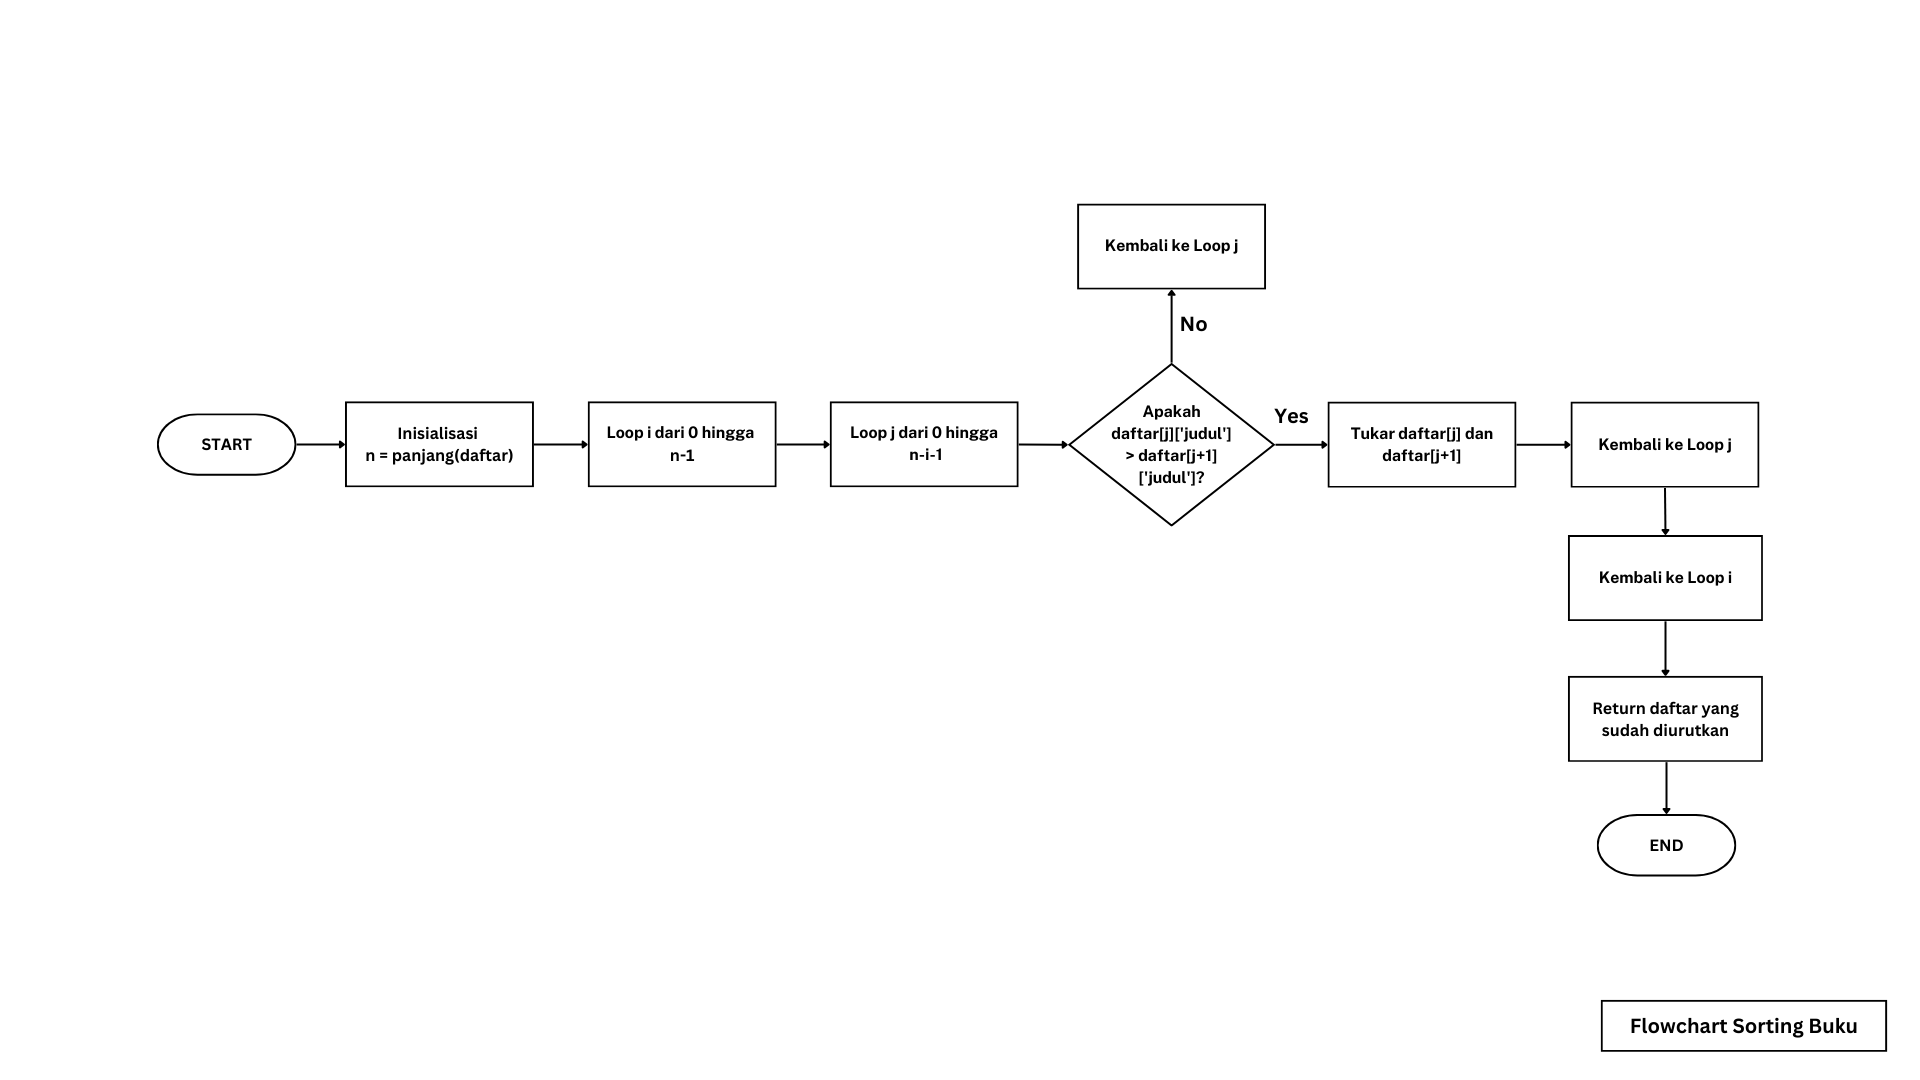 START
Inisialisasi
n = panjang(daftar)
Loop i dari 0 hingga
n-1
Loop j dari 0 hingga
n-i-1
Apakah
daftar[j]['judul']
> daftar[j+1]
['judul']?
No
Kembali ke Loop j
Yes
Tukar daftar[j] dan
daftar[j+1]
Kembali ke Loop j
Kembali ke Loop i
Return daftar yang
sudah diurutkan
END
Flowchart Sorting Buku